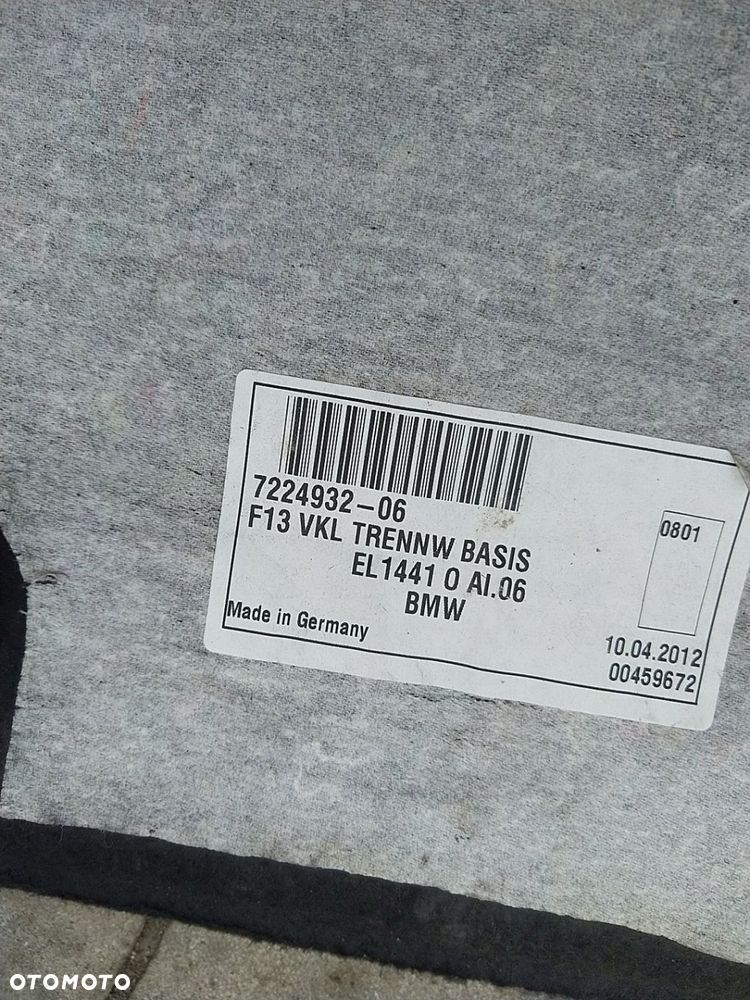 7224932-06
F13 VKL TRENNW BASIS
EL1441 O AI.06
BMW
Made in Germany
0801
10.04.2012
00459672
OTOMOTO